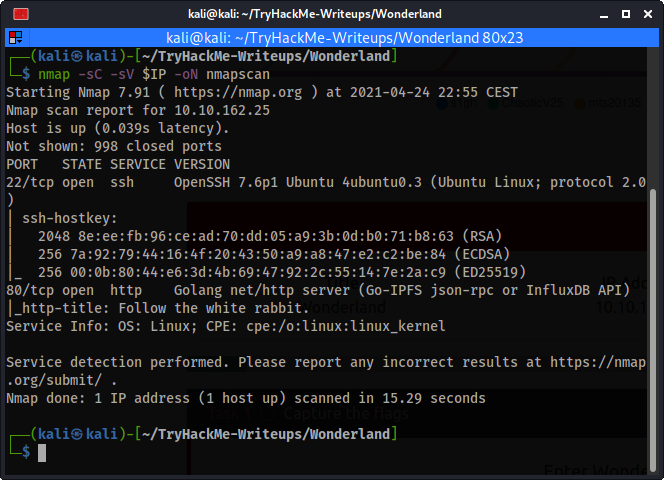 kali@kali: ~/TryHackMe-Writeups/Wonderland
kali@kali: ~/TryHackMe-Writeups/Wonderland 80x23
┌──(kali㉿kali)-[~/TryHackMe-Writeups/Wonderland]
└─$ nmap -sC -sV $IP -oN nmapscan
Starting Nmap 7.91 ( https://nmap.org ) at 2021-04-24 22:55 CEST
Nmap scan report for 10.10.162.25
Host is up (0.039s latency).
Not shown: 998 closed ports
PORT   STATE SERVICE VERSION
22/tcp open  ssh     OpenSSH 7.6p1 Ubuntu 4ubuntu0.3 (Ubuntu Linux; protocol 2.0
)
| ssh-hostkey:
|   2048 8e:ee:fb:96:ce:ad:70:dd:05:a9:3b:0d:b0:71:b8:63 (RSA)
|   256 7a:92:79:44:16:4f:20:43:50:a9:a8:47:e2:c2:be:84 (ECDSA)
|_  256 00:0b:80:44:e6:3d:4b:69:47:92:2c:55:14:7e:2a:c9 (ED25519)
80/tcp open  http    Golang net/http server (Go-IPFS json-rpc or InfluxDB API)
|_http-title: Follow the white rabbit.
Service Info: OS: Linux; CPE: cpe:/o:linux:linux_kernel
Service detection performed. Please report any incorrect results at https://nmap
.org/submit/ .
Nmap done: 1 IP address (1 host up) scanned in 15.29 seconds
Capture the Flags
┌──(kali㉿kali)-[~/TryHackMe-Writeups/Wonderland]
└─$
Enter Wond